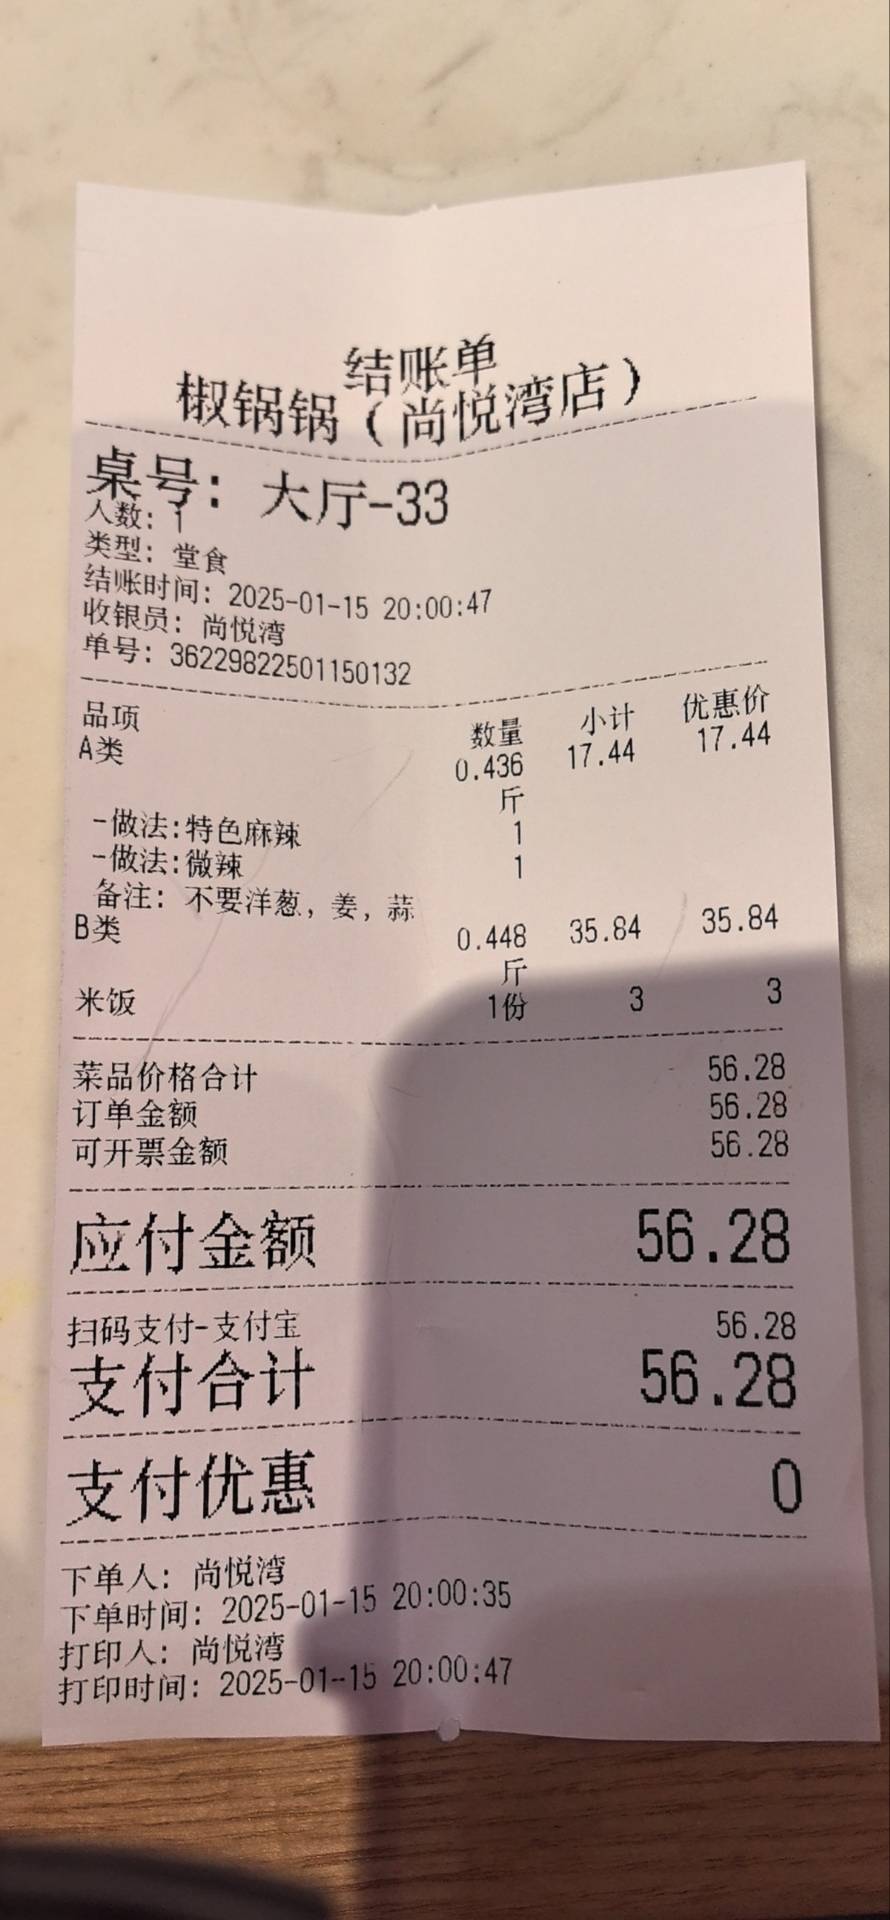 结账单
椒锅锅（尚悦湾店）
桌号：大厅-33
人数：1
类型：堂食
结账时间：2025-01-15 20:00:47
收银员：尚悦湾
单号：36229822501150132
品项 数量 小计 优惠价
A类 0.436 17.44 17.44
斤
-做法:特色麻辣 1
-做法:微辣 1
备注：不要洋葱，姜，蒜
B类 0.448 35.84 35.84
斤
米饭 1份 3 3
菜品价格合计 56.28
订单金额 56.28
可开票金额 56.28
应付金额 56.28
扫码支付-支付宝 56.28
支付合计 56.28
支付优惠 0
下单人：尚悦湾
下单时间：2025-01-15 20:00:35
打印人：尚悦湾
打印时间：2025-01-15 20:00:47